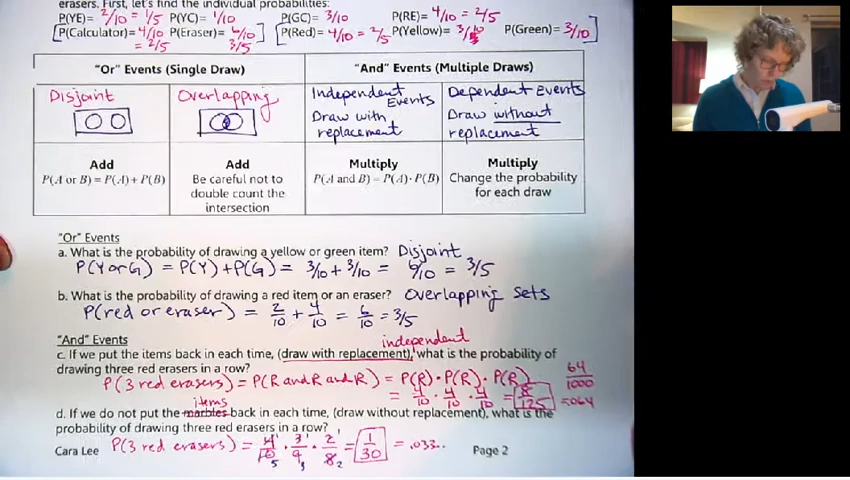 erasers. First, let's find the individual probabilities:
P(YE)= 2/10 = 1/5 P(YC)= 1/10 P(GC)= 3/10 P(RE)= 4/10 = 2/5
[P(Calculator)= 4/10 P(Eraser)= 6/10] [P(Red)= 4/10 = 2/5 P(Yellow)= 3/10 P(Green)= 3/10]
= 2/5 3/5
"Or" Events (Single Draw) "And" Events (Multiple Draws)
Disjoint Overlapping Independent Events Dependent Events
Draw with replacement Draw without replacement
Add Add Multiply Multiply
P(A or B) = P(A) + P(B) Be careful not to double count the intersection P(A and B) = P(A)· P(B) Change the probability for each draw
"Or" Events
a. What is the probability of drawing a yellow or green item? Disjoint
P(Y or G) = P(Y) + P(G) = 3/10 + 3/10 = 6/10 = 3/5
b. What is the probability of drawing a red item or an eraser? Overlapping sets
P(red or eraser) = 2/10 + 4/10 = 6/10 = 3/5
"And" Events
independent
c. If we put the items back in each time, (draw with replacement), what is the probability of
drawing three red erasers in a row?
P(3 red erasers) = P(R and R and R) = P(R) · P(R) · P(R)
= 4/10 · 4/10 · 4/10 = 8/125 64/1000 = .064
items
d. If we do not put the marbles back in each time, (draw without replacement), what is the
probability of drawing three red erasers in a row?
P(3 red erasers) = 4/10 · 3/9 · 2/8 = 1/30 = .033..
Cara Lee Page 2